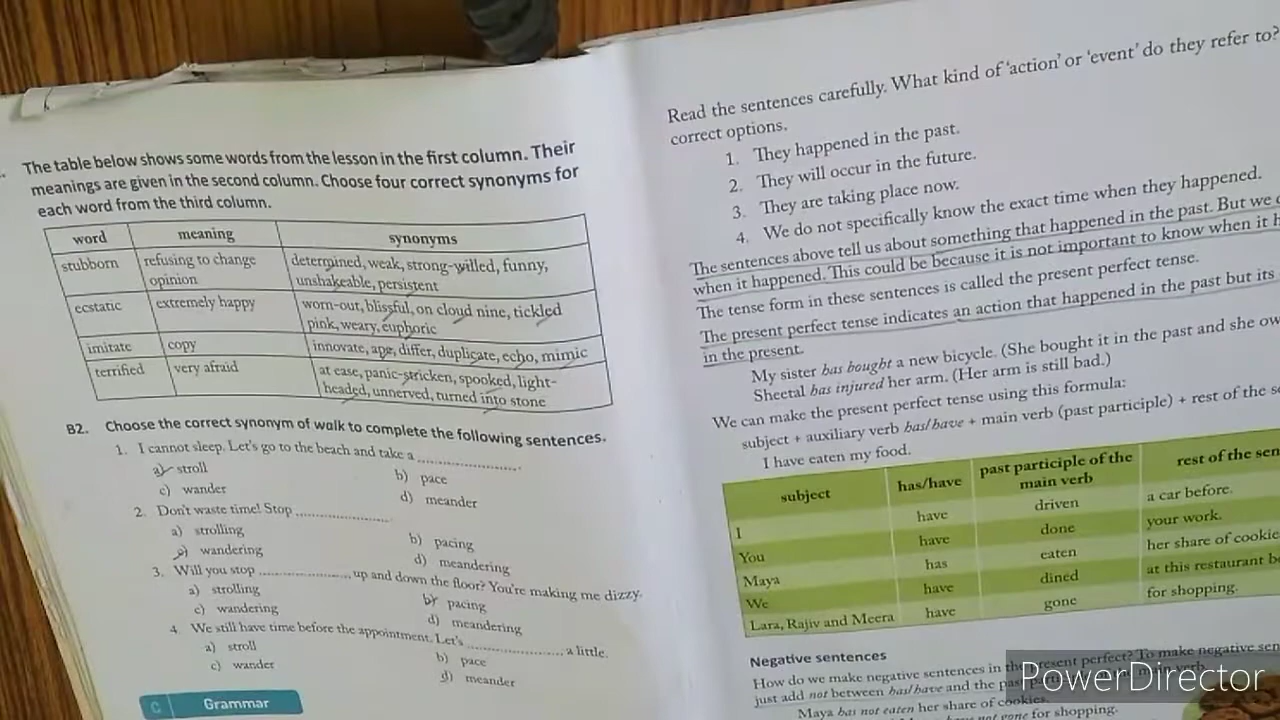 The table below shows some words from the lesson in the first column. Their
meanings are given in the second column. Choose four correct synonyms for
each word from the third column.
word meaning synonyms
stubborn refusing to change opinion determined, weak, strong-willed, funny, unshakeable, persistent
ecstatic extremely happy worn-out, blissful, on cloud nine, tickled pink, weary, euphoric
imitate copy innovate, ape, differ, duplicate, echo, mimic
terrified very afraid at ease, panic-stricken, spooked, light-headed, unnerved, turned into stone
B2. Choose the correct synonym of walk to complete the following sentences.
1. I cannot sleep. Let's go to the beach and take a ....................
a) stroll b) pace
c) wander d) meander
2. Don't waste time! Stop ....................
a) strolling b) pacing
c) wandering d) meandering
3. Will you stop .................... up and down the floor? You're making me dizzy.
a) strolling b) pacing
c) wandering d) meandering
4. We still have time before the appointment. Let's .................... a little.
a) stroll b) pace
c) wander d) meander
C Grammar
Read the sentences carefully. What kind of 'action' or 'event' do they refer to?
correct options.
1. They happened in the past.
2. They will occur in the future.
3. They are taking place now.
4. We do not specifically know the exact time when they happened.
The sentences above tell us about something that happened in the past. But we
when it happened. This could be because it is not important to know when it
The tense form in these sentences is called the present perfect tense.
The present perfect tense indicates an action that happened in the past but its
in the present.
My sister has bought a new bicycle. (She bought it in the past and she
Sheetal has injured her arm. (Her arm is still bad.)
We can make the present perfect tense using this formula:
subject + auxiliary verb has/have + main verb (past participle) + rest of the
I have eaten my food.
subject has/have past participle of the main verb rest of the
I have driven a car before.
You have done your work.
Maya has eaten her share of
We have dined at this restaurant
Lara, Rajiv and Meera have gone for shopping.
Negative sentences
How do we make negative sentences in the present perfect? To make negative
just add not between has/have and the past participle main verb.
Maya has not eaten her share of cookies.
have not gone for shopping.
PowerDirector